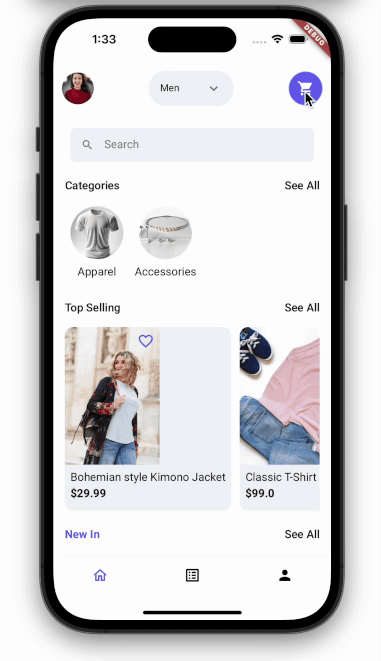 1:33
DEBUG
Men
Search
Categories See All
Apparel Accessories
Top Selling See All
Bohemian style Kimono Jacket Classic T-Shirt
$29.99 $99.0
New In See All